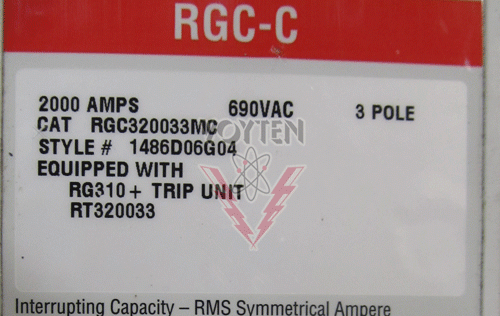 RGC-C
2000 AMPS 690VAC 3 POLE
CAT RGC320033MC
VOYTEN
STYLE # 1486D06G04
EQUIPPED WITH
RG310+ TRIP UNIT
RT320033
Interrupting Capacity – RMS Symmetrical Ampere